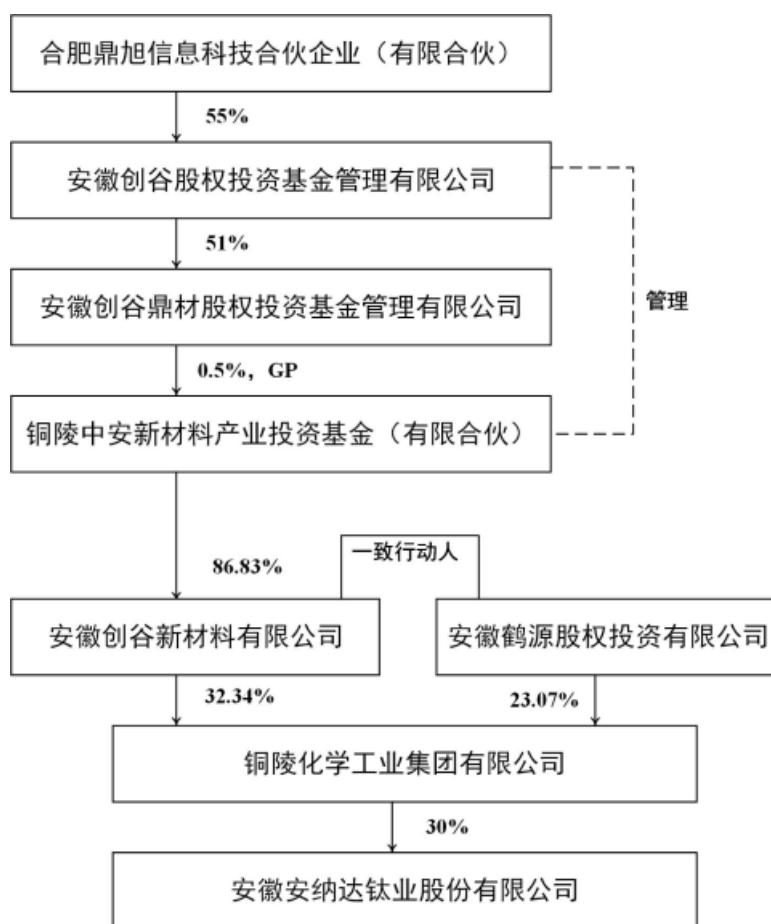 合肥鼎旭信息科技合伙企业（有限合伙）
55%
安徽创谷股权投资基金管理有限公司
51%
安徽创谷鼎材股权投资基金管理有限公司
管理
0.5%，GP
铜陵中安新材料产业投资基金（有限合伙）
一致行动人
86.83%
安徽创谷新材料有限公司
安徽鹤源股权投资有限公司
32.34%
23.07%
铜陵化学工业集团有限公司
30%
安徽安纳达钛业股份有限公司